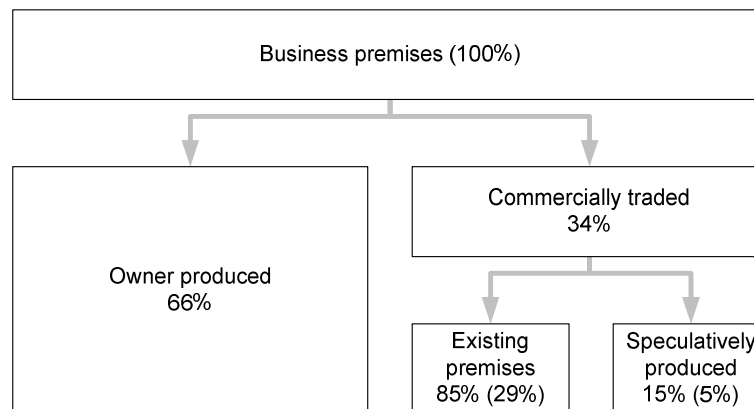 Business premises (100%)
Commercially traded
34%
Owner produced
66%
Existing
premises
85% (29%)
Speculatively
produced
15% (5%)